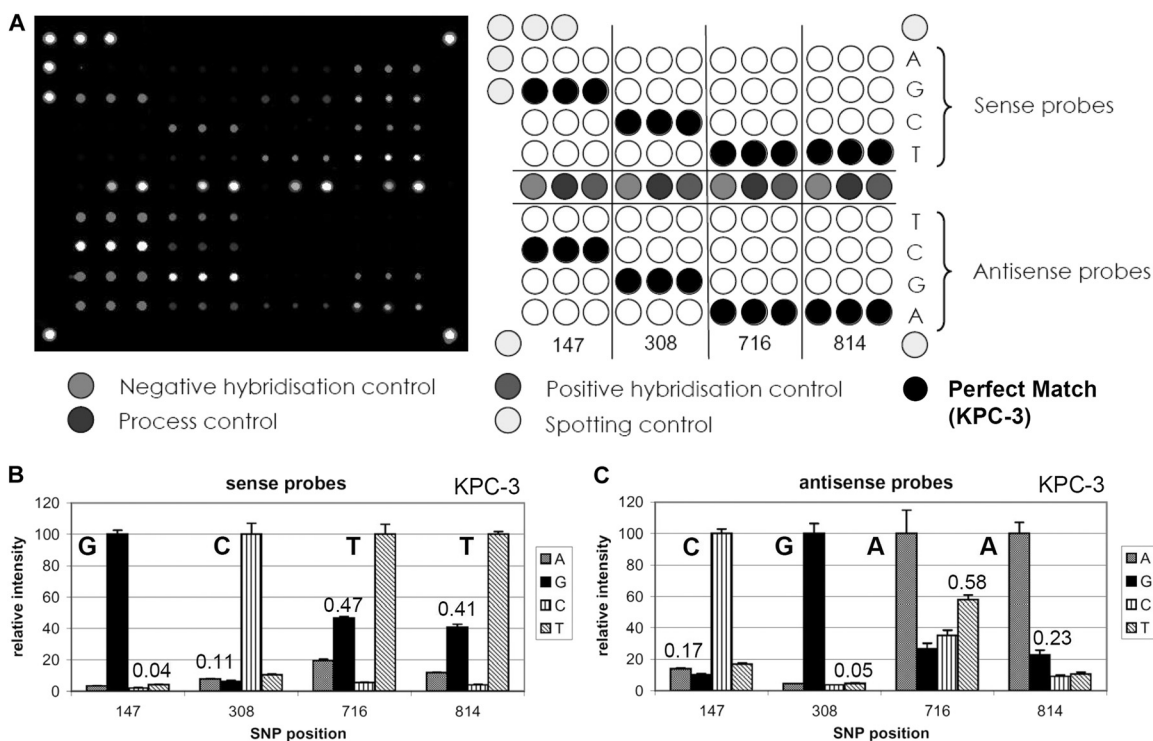 A
A
G
C
T
Sense probes
T
C
G
A
Antisense probes
147 308 716 814
Negative hybridisation control
Process control
Positive hybridisation control
Spotting control
Perfect Match
(KPC-3)
B
sense probes
KPC-3
relative intensity
120
100
80
60
40
20
0
G
C
T
T
0.04
0.11
0.47
0.41
A
G
C
T
147 308 716 814
SNP position
C
antisense probes
KPC-3
relative intensity
120
100
80
60
40
20
0
C
G
A
A
0.17
0.05
0.58
0.23
A
G
C
T
147 308 716 814
SNP position